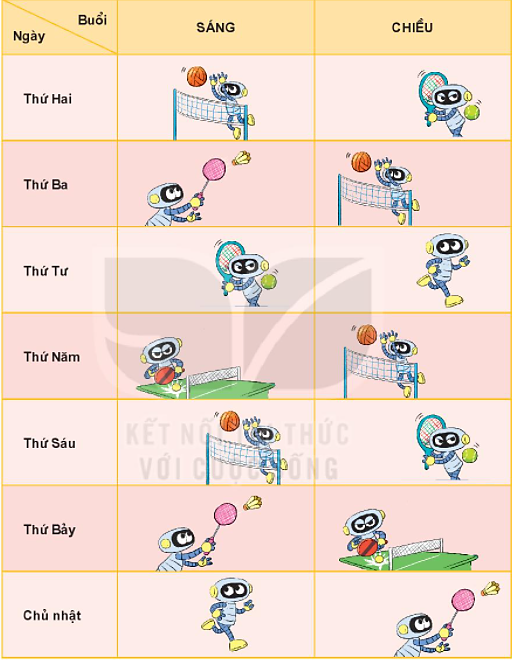 Buổi
Ngày
SÁNG
CHIỀU
Thứ Hai
Thứ Ba
Thứ Tư
Thứ Năm
KẾT NỐI THỨC
Thứ Sáu
VỚI CUỘC SỐNG
Thứ Bảy
Chủ nhật